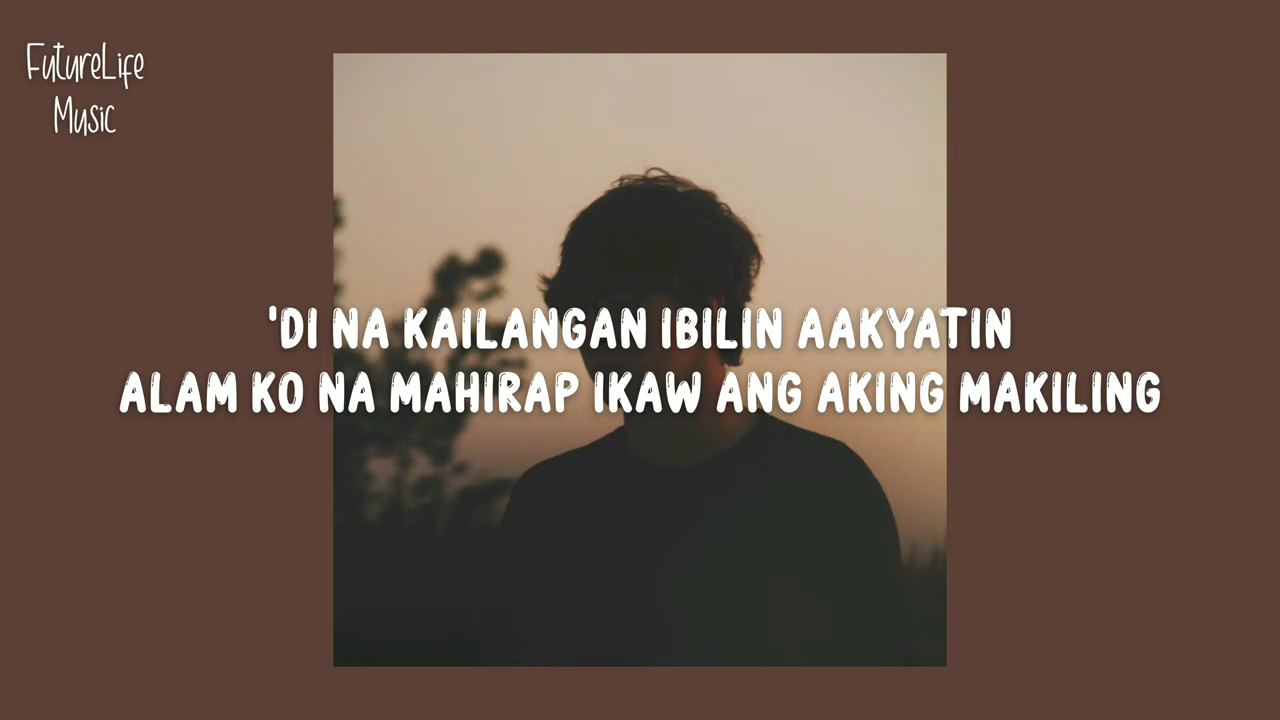 FutureLife
Music
'DI NA KAILANGAN IBILIN AAKYATIN
ALAM KO NA MAHIRAP IKAW ANG AKING MAKILING